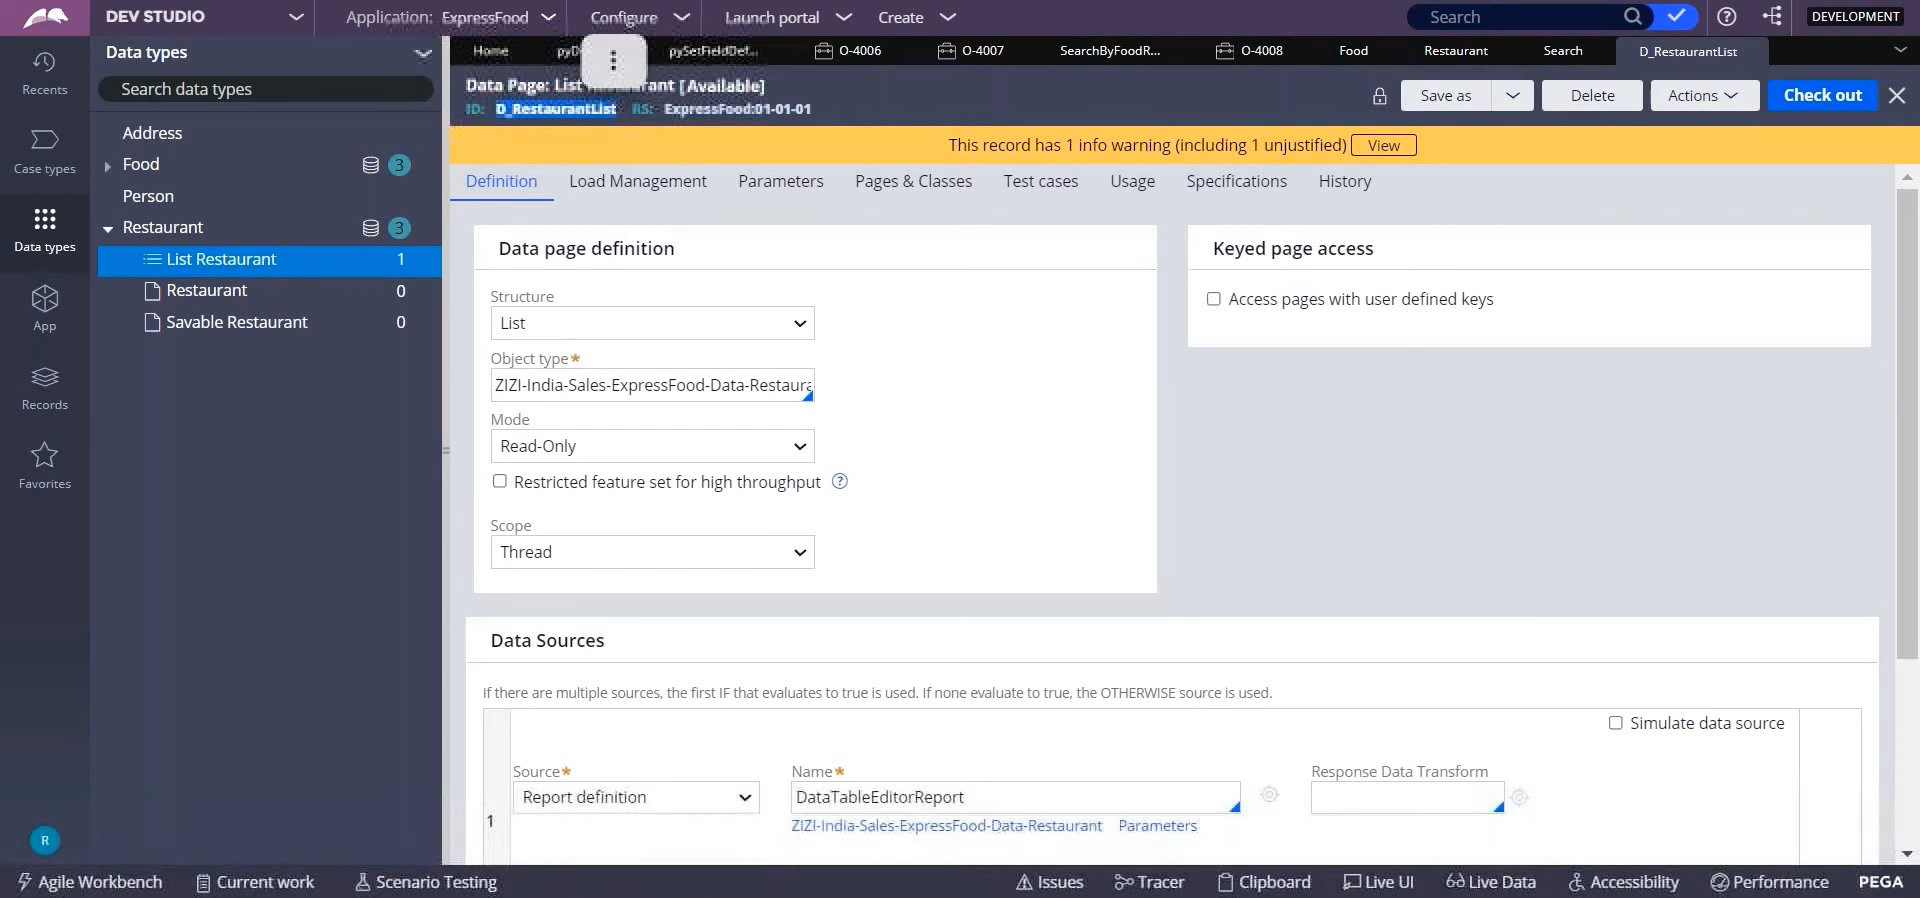 DEV STUDIO
Application: ExpressFood
Configure
Launch portal
Create
Search
DEVELOPMENT
Recents
Case types
Data types
App
Records
Favorites
R
Data types
Search data types
Address
Food 3
Person
Restaurant 3
List Restaurant 1
Restaurant 0
Savable Restaurant 0
Home
pySetFieldDef...
O-4006
O-4007
SearchByFoodR...
O-4008
Food
Restaurant
Search
D_RestaurantList
Data Page: List [Available]
ID: D_RestaurantList RS: ExpressFood:01-01-01
Save as
Delete
Actions
Check out
This record has 1 info warning (including 1 unjustified) View
Definition
Load Management
Parameters
Pages & Classes
Test cases
Usage
Specifications
History
Data page definition
Structure
List
Object type*
ZIZI-India-Sales-ExpressFood-Data-Restaura
Mode
Read-Only
Restricted feature set for high throughput ?
Scope
Thread
Keyed page access
Access pages with user defined keys
Data Sources
If there are multiple sources, the first IF that evaluates to true is used. If none evaluate to true, the OTHERWISE source is used.
Simulate data source
1
Source*
Report definition
Name*
DataTableEditorReport
ZIZI-India-Sales-ExpressFood-Data-Restaurant Parameters
Response Data Transform
Agile Workbench
Current work
Scenario Testing
Issues
Tracer
Clipboard
Live UI
Live Data
Accessibility
Performance
PEGA